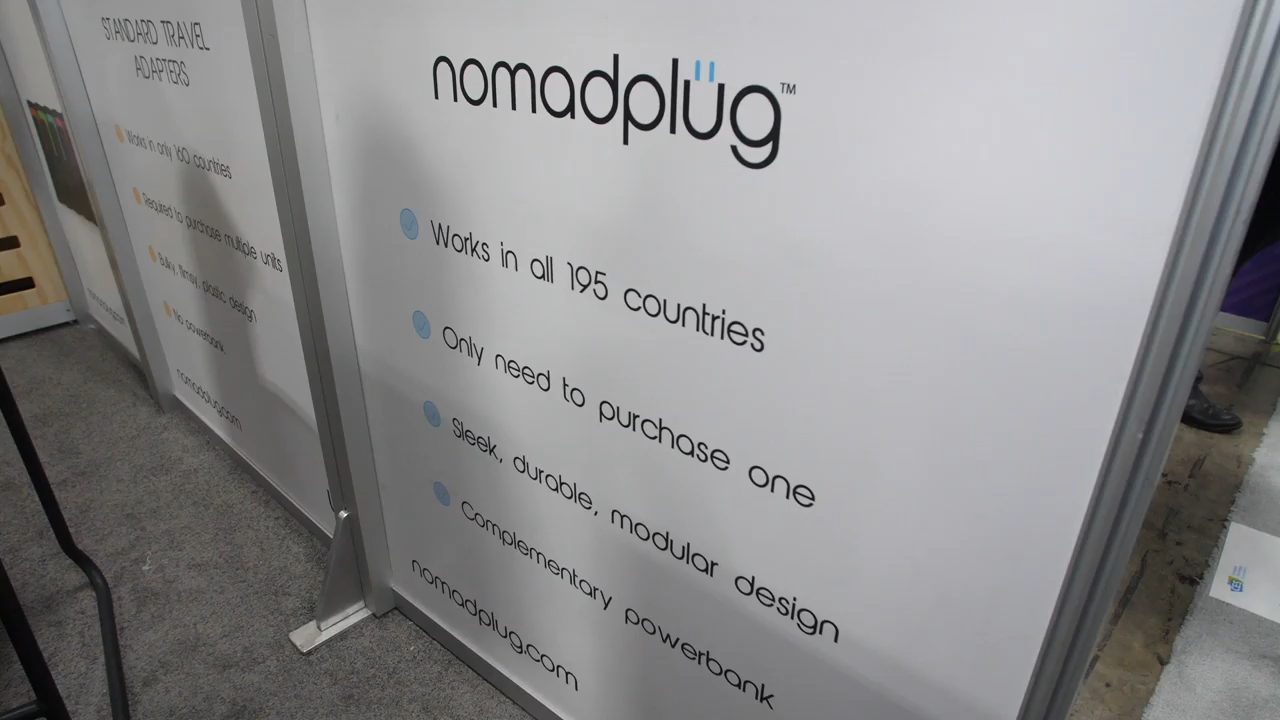 STANDARD TRAVEL
ADAPTERS
Works in only 160 countries
Required to purchase multiple units
Bulky, flimsy, plastic design
No powerbank
nomadplug.com
nomadplüg™
Works in all 195 countries
Only need to purchase one
Sleek, durable, modular design
Complementary powerbank
nomadplug.com